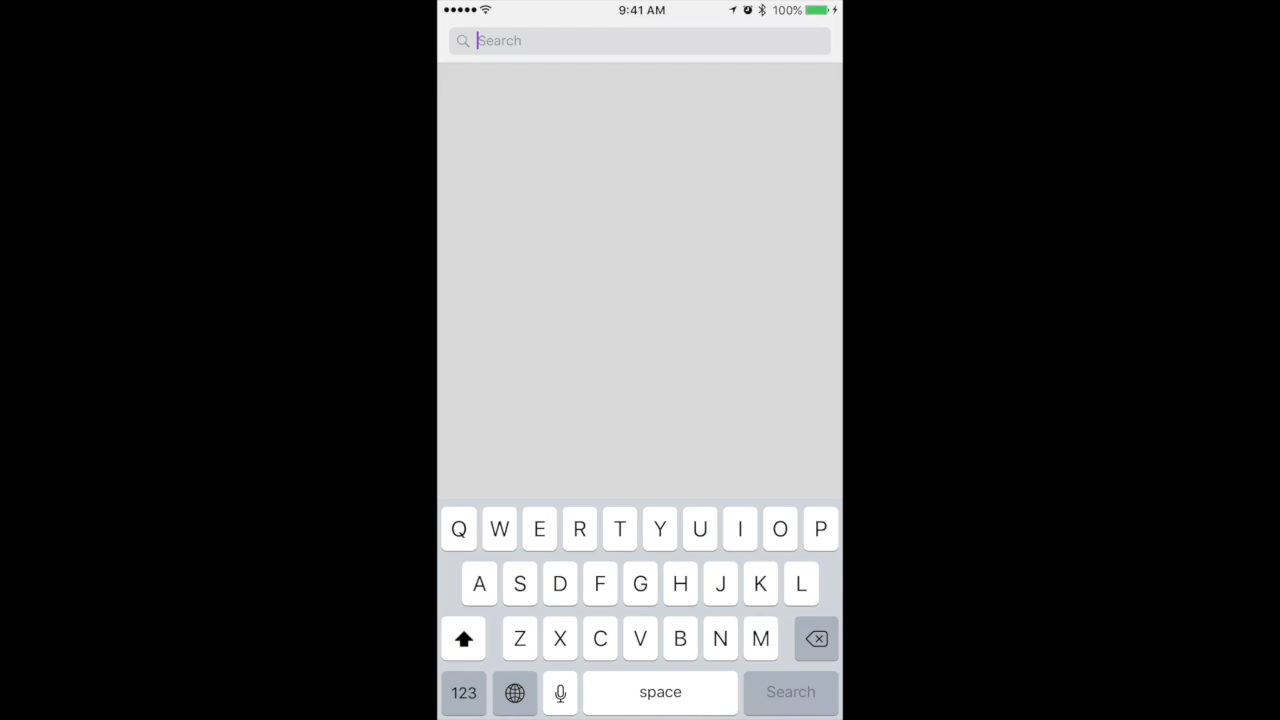 9:41 AM 100%
Search
Q W E R T Y U I O P
A S D F G H J K L
Z X C V B N M
123 space Search